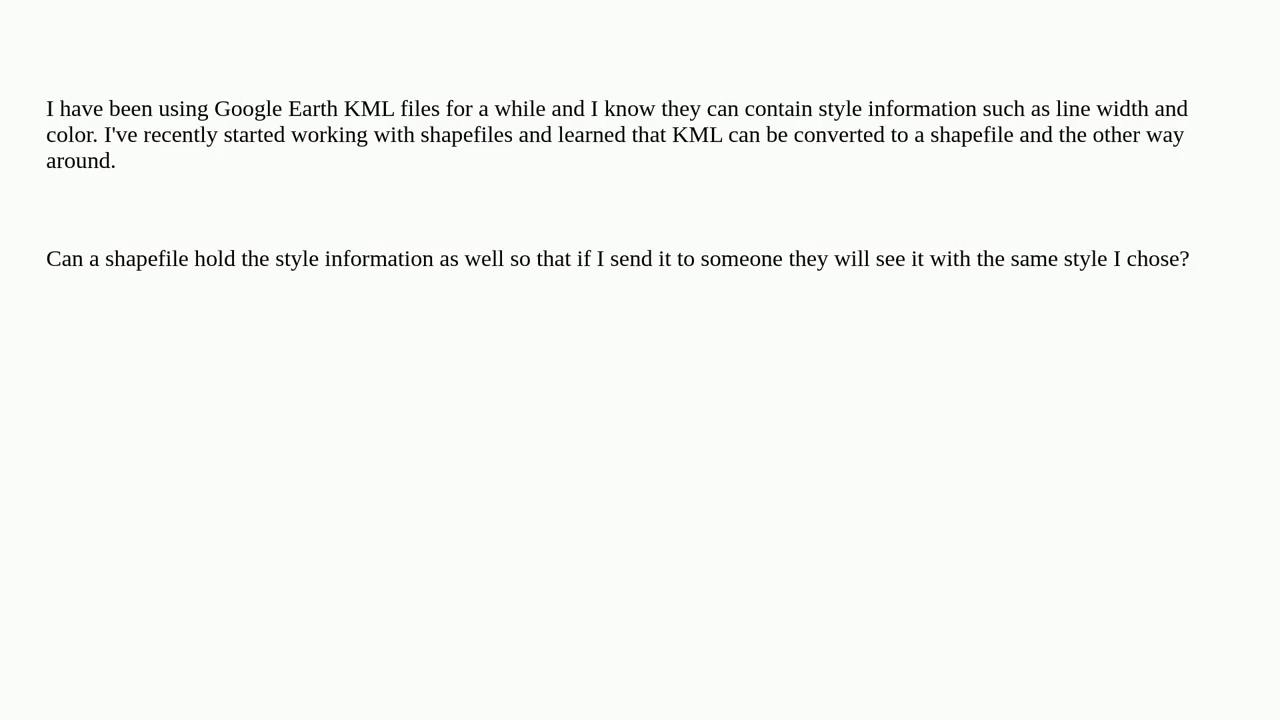 I have been using Google Earth KML files for a while and I know they can contain style information such as line width and
color. I've recently started working with shapefiles and learned that KML can be converted to a shapefile and the other way
around.
Can a shapefile hold the style information as well so that if I send it to someone they will see it with the same style I chose?